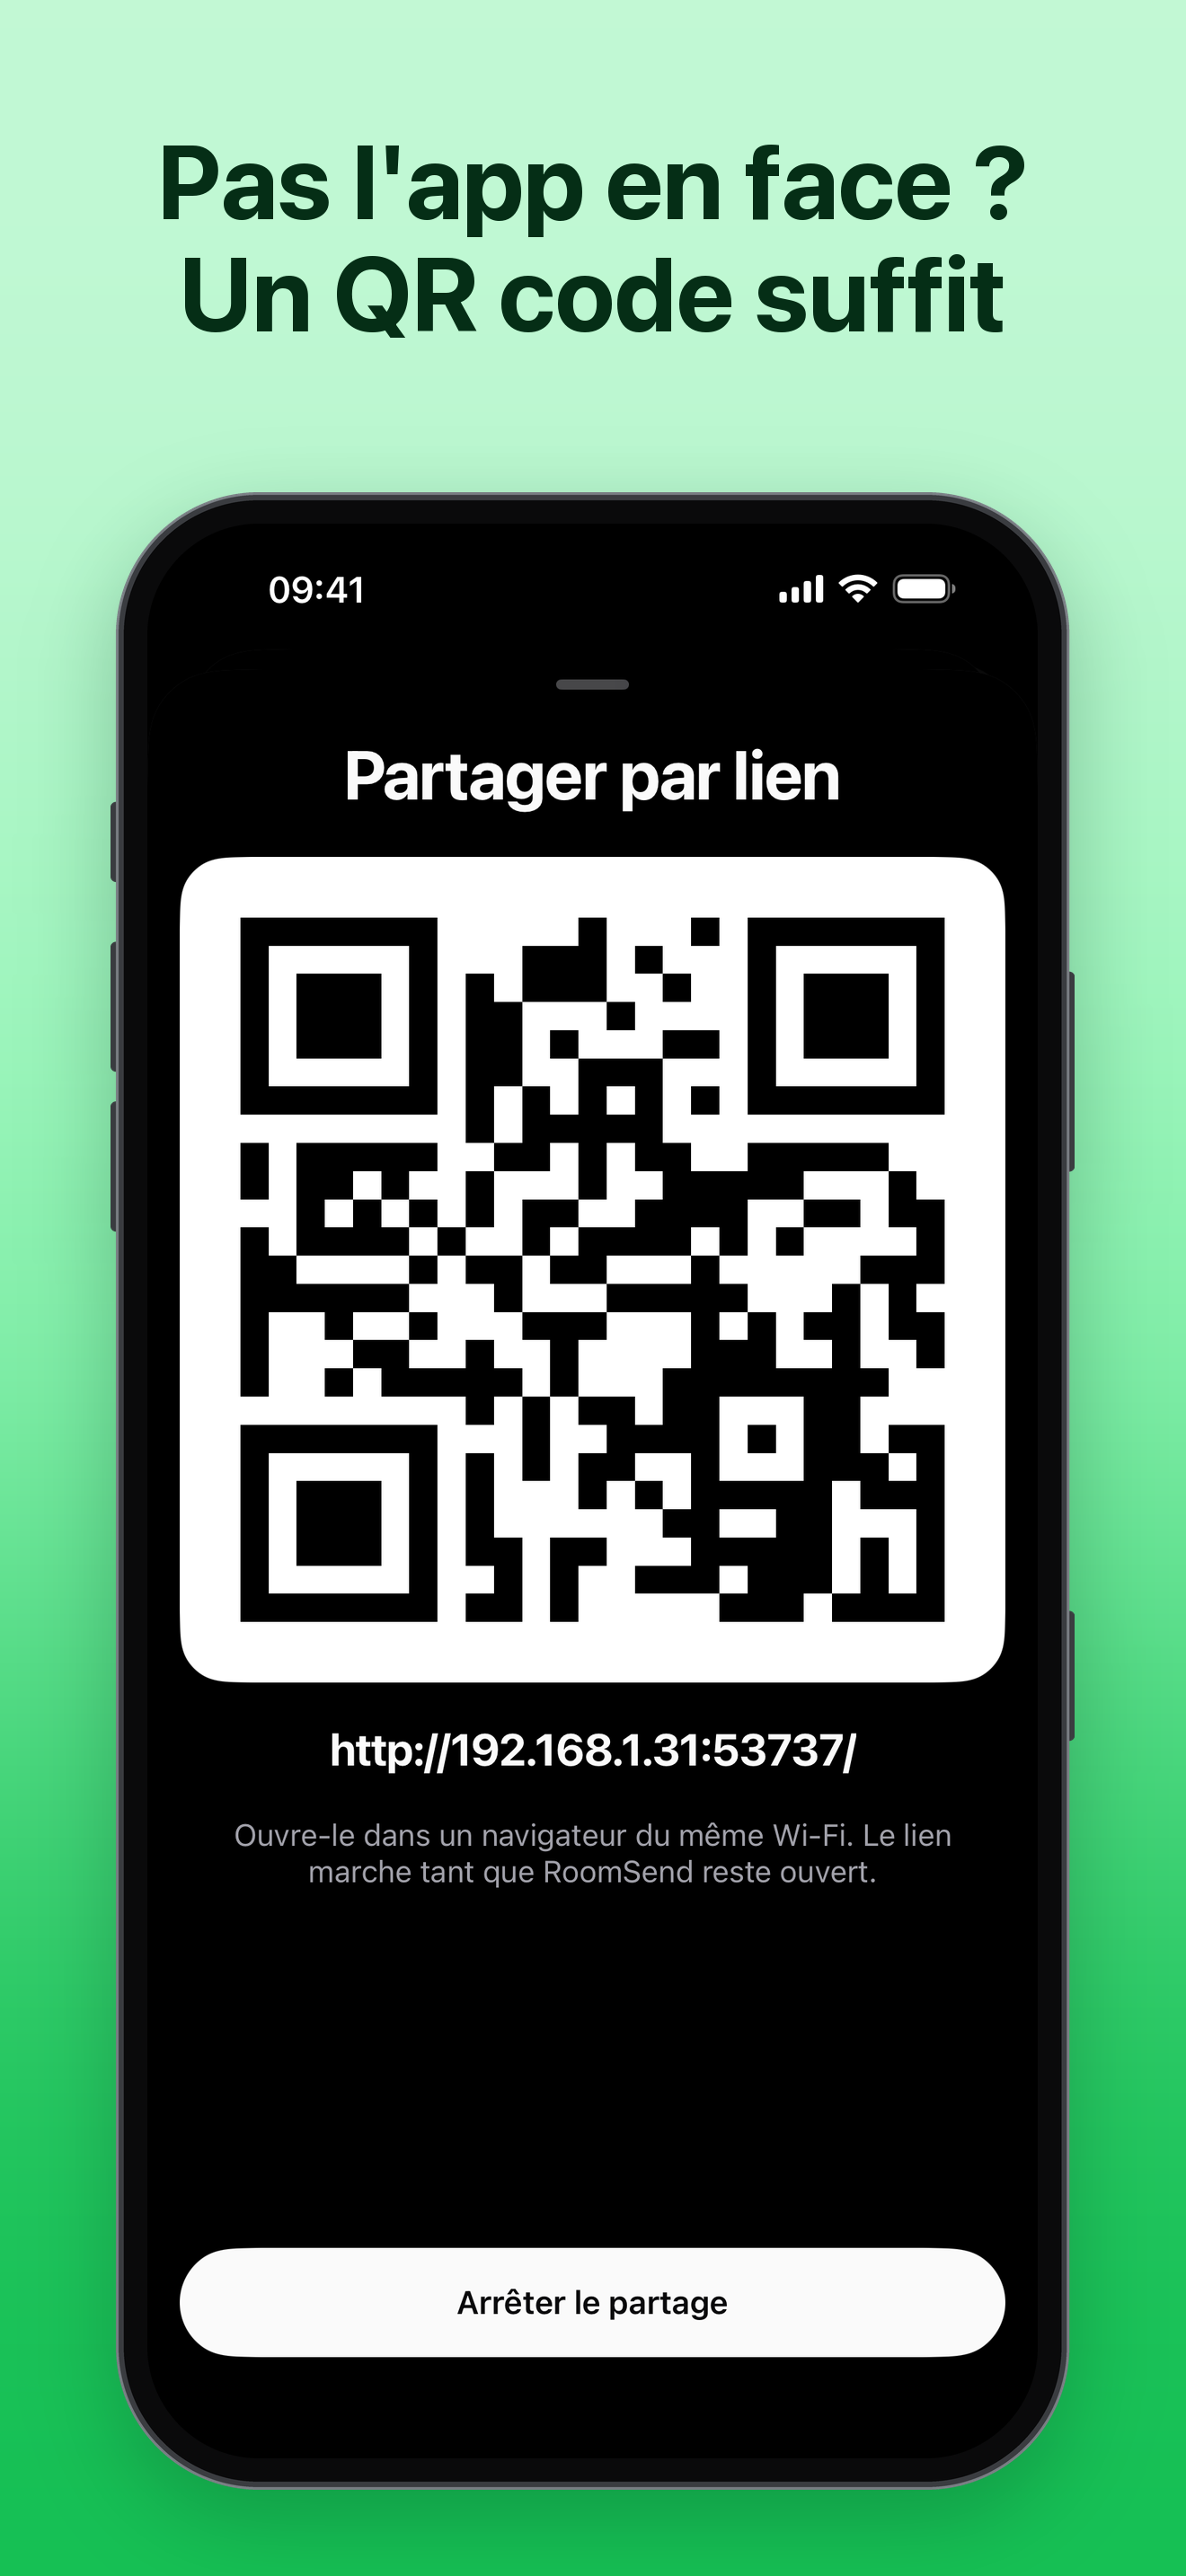 Pas l'app en face ?
Un QR code suffit
09:41
Partager par lien
http://192.168.1.31:53737/
Ouvre-le dans un navigateur du même Wi-Fi. Le lien
marche tant que RoomSend reste ouvert.
Arrêter le partage